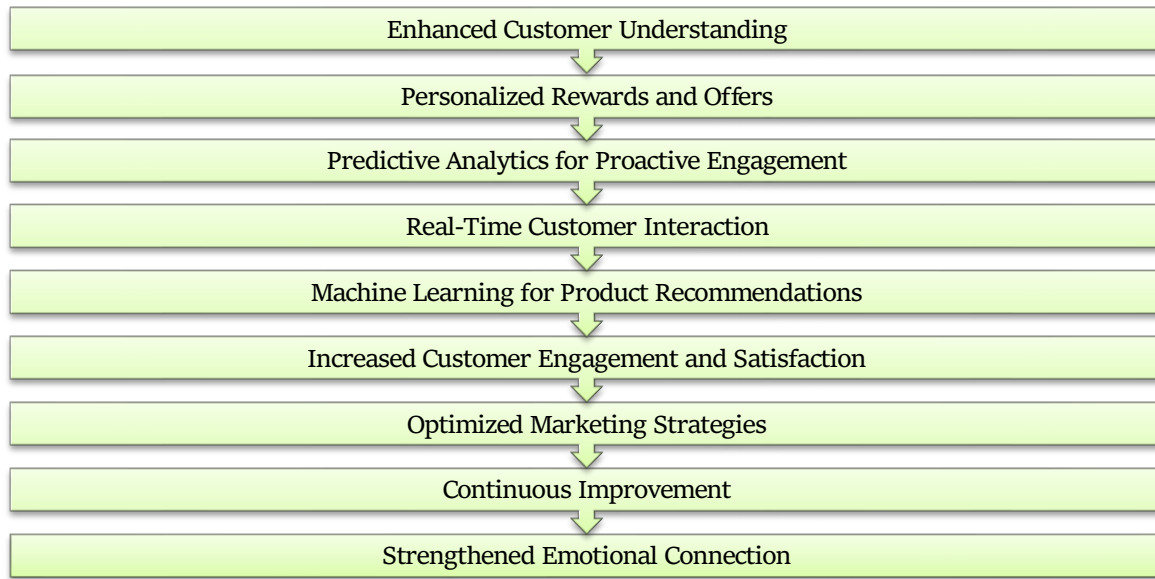 Enhanced Customer Understanding
Personalized Rewards and Offers
Predictive Analytics for Proactive Engagement
Real-Time Customer Interaction
Machine Learning for Product Recommendations
Increased Customer Engagement and Satisfaction
Optimized Marketing Strategies
Continuous Improvement
Strengthened Emotional Connection